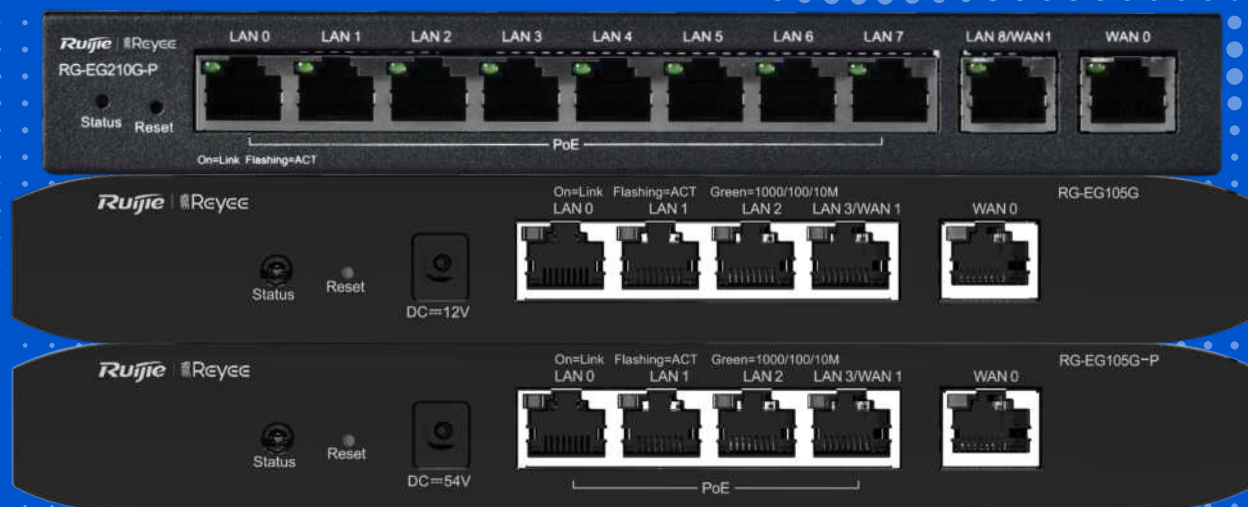 Ruijie | Reyee
LAN 0 LAN 1 LAN 2 LAN 3 LAN 4 LAN 5 LAN 6 LAN 7 LAN 8/WAN1 WAN 0
RG-EG210G-P
Status Reset
PoE
On=Link Flashing=ACT
Ruijie | Reyee
On=Link Flashing=ACT Green=1000/100/10M
RG-EG105G
LAN 0 LAN 1 LAN 2 LAN 3/WAN 1 WAN 0
Status Reset
DC⎓12V
Ruijie | Reyee
On=Link Flashing=ACT Green=1000/100/10M
RG-EG105G-P
LAN 0 LAN 1 LAN 2 LAN 3/WAN 1 WAN 0
Status Reset
DC⎓54V
PoE